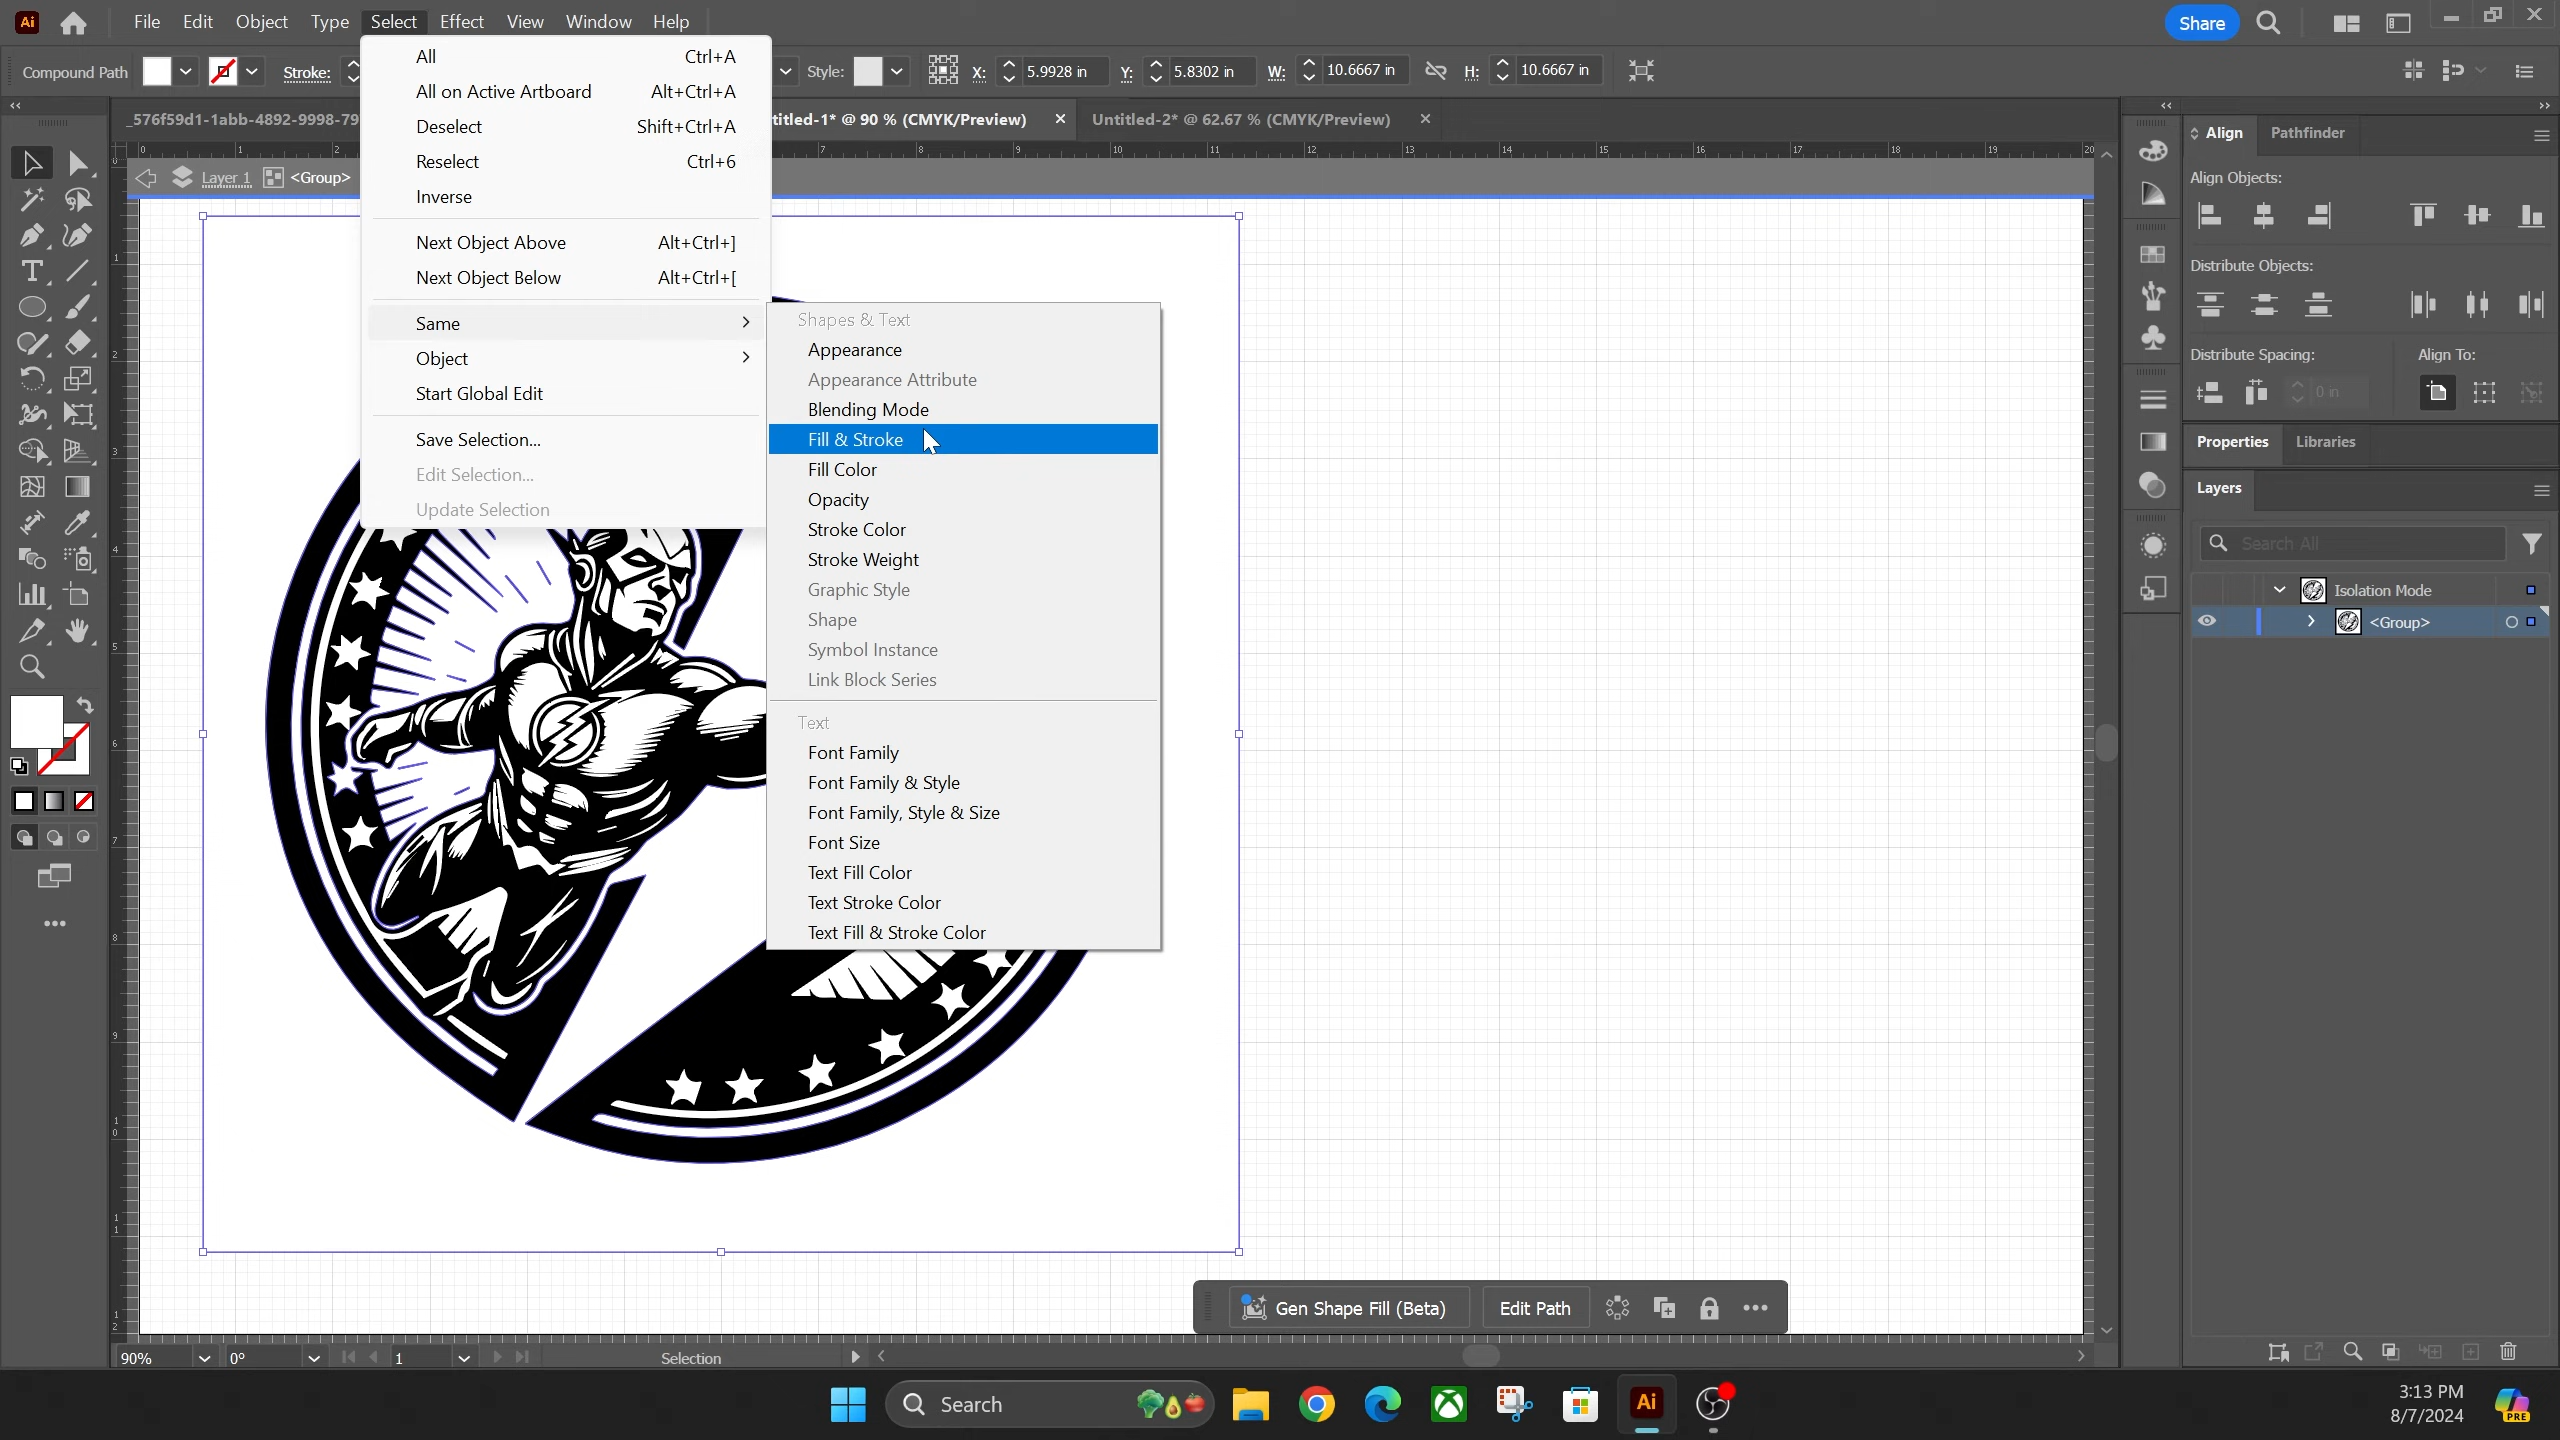 Ai File Edit Object Type Select Effect View Window Help Share
Compound Path Stroke: Style: X: 5.9928 in Y: 5.8302 in W: 10.6667 in H: 10.6667 in
_576f59d1-1abb-4892-9998-79 titled-1* @ 90 % (CMYK/Preview) × Untitled-2* @ 62.67 % (CMYK/Preview) ×
Layer 1 <Group>
All Ctrl+A
All on Active Artboard Alt+Ctrl+A
Deselect Shift+Ctrl+A
Reselect Ctrl+6
Inverse
Next Object Above Alt+Ctrl+]
Next Object Below Alt+Ctrl+[
Same
Object
Start Global Edit
Save Selection...
Edit Selection...
Update Selection
Shapes & Text
Appearance
Appearance Attribute
Blending Mode
Fill & Stroke
Fill Color
Opacity
Stroke Color
Stroke Weight
Graphic Style
Shape
Symbol Instance
Link Block Series
Text
Font Family
Font Family & Style
Font Family, Style & Size
Font Size
Text Fill Color
Text Stroke Color
Text Fill & Stroke Color
Align Pathfinder
Align Objects:
Distribute Objects:
Distribute Spacing: Align To:
0 in
Properties Libraries
Layers
Search All
Isolation Mode
<Group>
Gen Shape Fill (Beta) Edit Path
90% 0° 1 Selection
Search Ai
3:13 PM
8/7/2024
PRE